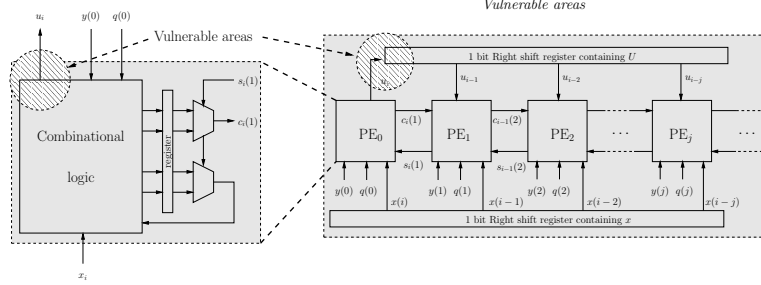 Vulnerable areas
u_i
y(0) q(0)
Vulnerable areas
Combinational
logic
register
s_i(1)
c_i(1)
x_i
1 bit Right shift register containing U
u_i
u_{i−1}
u_{i−2}
u_{i−j}
PE_0
c_i(1)
PE_1
c_{i−1}(2)
PE_2
· · ·
PE_j
· · ·
s_i(1)
s_{i−1}(2)
y(0) q(0)
y(1) q(1)
y(2) q(2)
y(j) q(j)
x(i)
x(i − 1)
x(i − 2)
x(i − j)
1 bit Right shift register containing x